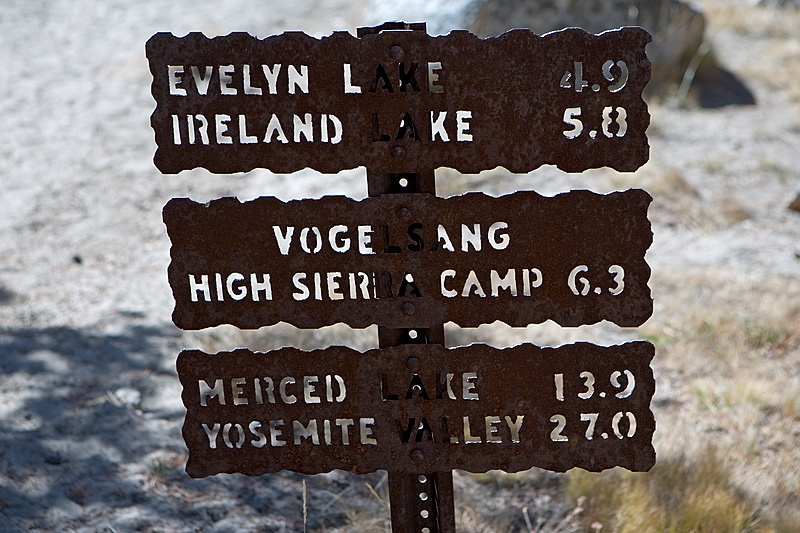 EVELYN LAKE 4.9
IRELAND LAKE 5.8
VOGELSANG
HIGH SIERRA CAMP 6.3
MERCED LAKE 13.9
YOSEMITE VALLEY 27.0